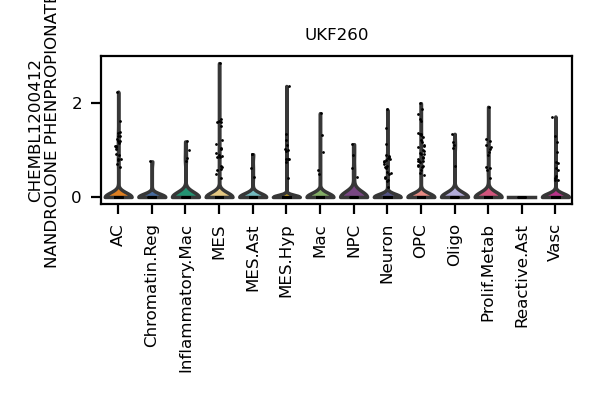 UKF260
CHEMBL1200412
NANDROLONE PHENPROPIONATE
2
0
AC
Chromatin.Reg
Inflammatory.Mac
MES
MES.Ast
MES.Hyp
Mac
NPC
Neuron
OPC
Oligo
Prolif.Metab
Reactive.Ast
Vasc